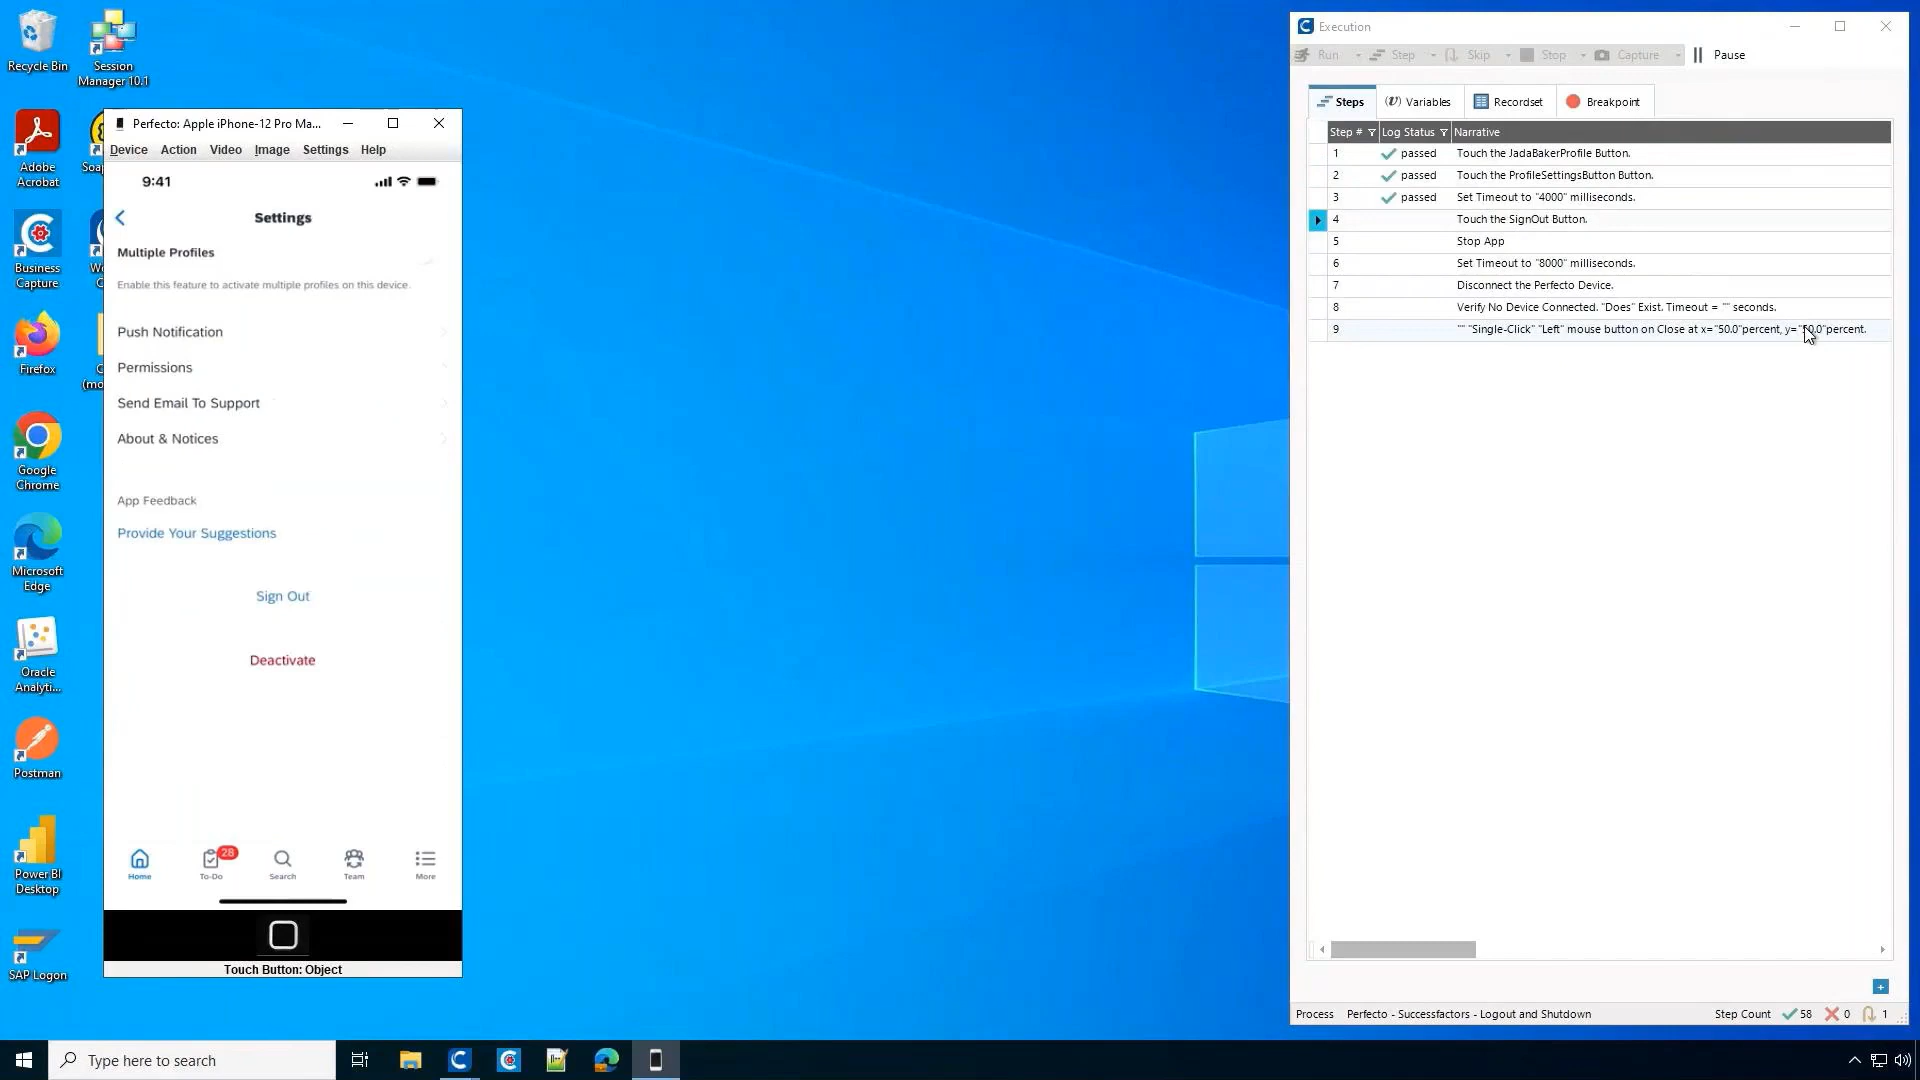 Recycle Bin
Session
Manager 10.1
Adobe
Acrobat
Soa
Business
Capture
Firefox
Google
Chrome
Microsoft
Edge
Oracle
Analyti...
Postman
Power BI
Desktop
SAP Logon
Perfecto: Apple iPhone-12 Pro Ma...
Device Action Video Image Settings Help
9:41
Settings
Multiple Profiles
Enable this feature to activate multiple profiles on this device.
Push Notification
Permissions
Send Email To Support
About & Notices
App Feedback
Provide Your Suggestions
Sign Out
Deactivate
28
Home To-Do Search Team More
Touch Button: Object
Execution
Run Step Skip Stop Capture Pause
Steps (v) Variables Recordset Breakpoint
Step # Log Status Narrative
1 passed Touch the JadaBakerProfile Button.
2 passed Touch the ProfileSettingsButton Button.
3 passed Set Timeout to "4000" milliseconds.
4 Touch the SignOut Button.
5 Stop App
6 Set Timeout to "8000" milliseconds.
7 Disconnect the Perfecto Device.
8 Verify No Device Connected. "Does" Exist. Timeout = "" seconds.
9 "" "Single-Click" "Left" mouse button on Close at x="50.0"percent, y="50.0"percent.
Process Perfecto - Successfactors - Logout and Shutdown Step Count 58 0 1
Type here to search